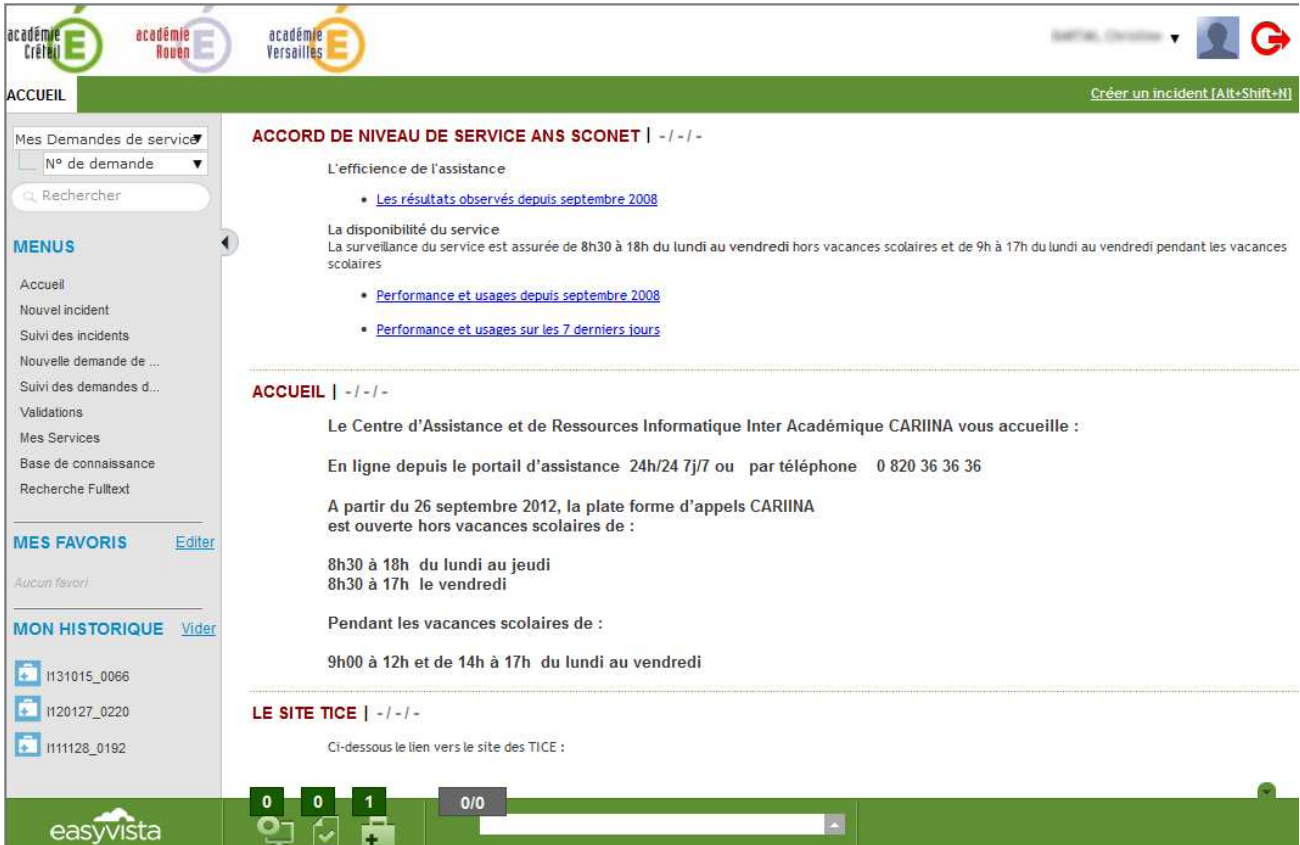 académie Créteil
académie Rouen
académie Versailles
ACCUEIL
Créer un incident [Alt+Shift+N]
Mes Demandes de service
N° de demande
Rechercher
MENUS
Accueil
Nouvel incident
Suivi des incidents
Nouvelle demande de ...
Suivi des demandes d...
Validations
Mes Services
Base de connaissance
Recherche Fulltext
MES FAVORIS Editer
Aucun favori
MON HISTORIQUE Vider
I131015_0066
I120127_0220
I111128_0192
ACCORD DE NIVEAU DE SERVICE ANS SCONET | -/-/-
L'efficience de l'assistance
• Les résultats observés depuis septembre 2008
La disponibilité du service
La surveillance du service est assurée de 8h30 à 18h du lundi au vendredi hors vacances scolaires et de 9h à 17h du lundi au vendredi pendant les vacances
scolaires
• Performance et usages depuis septembre 2008
• Performance et usages sur les 7 derniers jours
ACCUEIL | -/-/-
Le Centre d'Assistance et de Ressources Informatique Inter Académique CARIINA vous accueille :
En ligne depuis le portail d'assistance 24h/24 7j/7 ou par téléphone 0 820 36 36 36
A partir du 26 septembre 2012, la plate forme d'appels CARIINA
est ouverte hors vacances scolaires de :
8h30 à 18h du lundi au jeudi
8h30 à 17h le vendredi
Pendant les vacances scolaires de :
9h00 à 12h et de 14h à 17h du lundi au vendredi
LE SITE TICE | -/-/-
Ci-dessous le lien vers le site des TICE :
easyvista
0 0 1 0/0